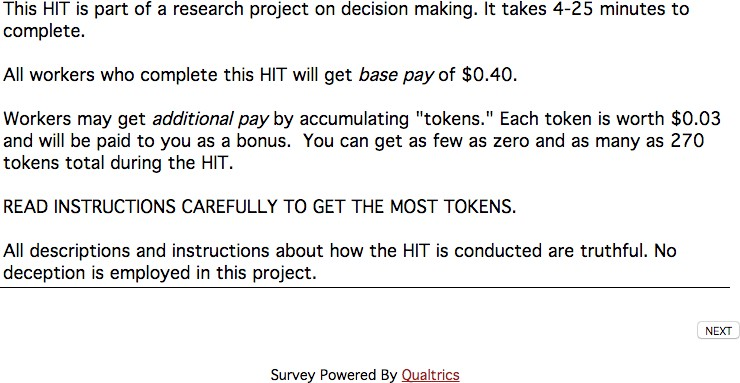 This HIT is part of a research project on decision making. It takes 4-25 minutes to
complete.
All workers who complete this HIT will get base pay of $0.40.
Workers may get additional pay by accumulating "tokens." Each token is worth $0.03
and will be paid to you as a bonus.  You can get as few as zero and as many as 270
tokens total during the HIT.
READ INSTRUCTIONS CAREFULLY TO GET THE MOST TOKENS.
All descriptions and instructions about how the HIT is conducted are truthful. No
deception is employed in this project.
NEXT
Survey Powered By Qualtrics